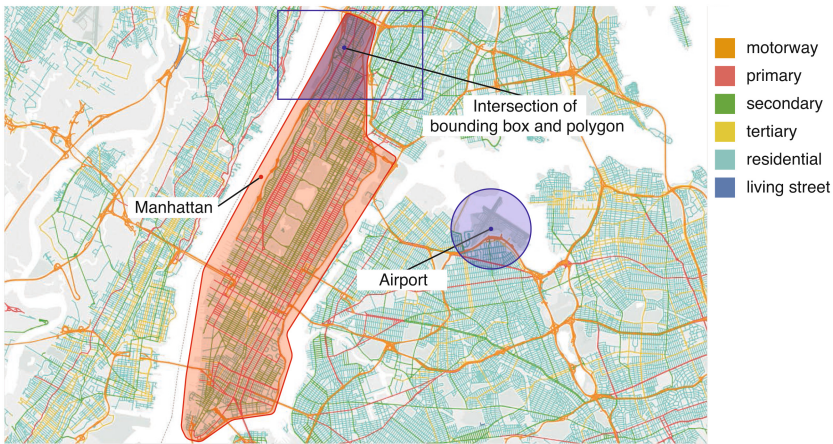 motorway
primary
secondary
tertiary
residential
living street
Intersection of
bounding box and polygon
Manhattan
Airport